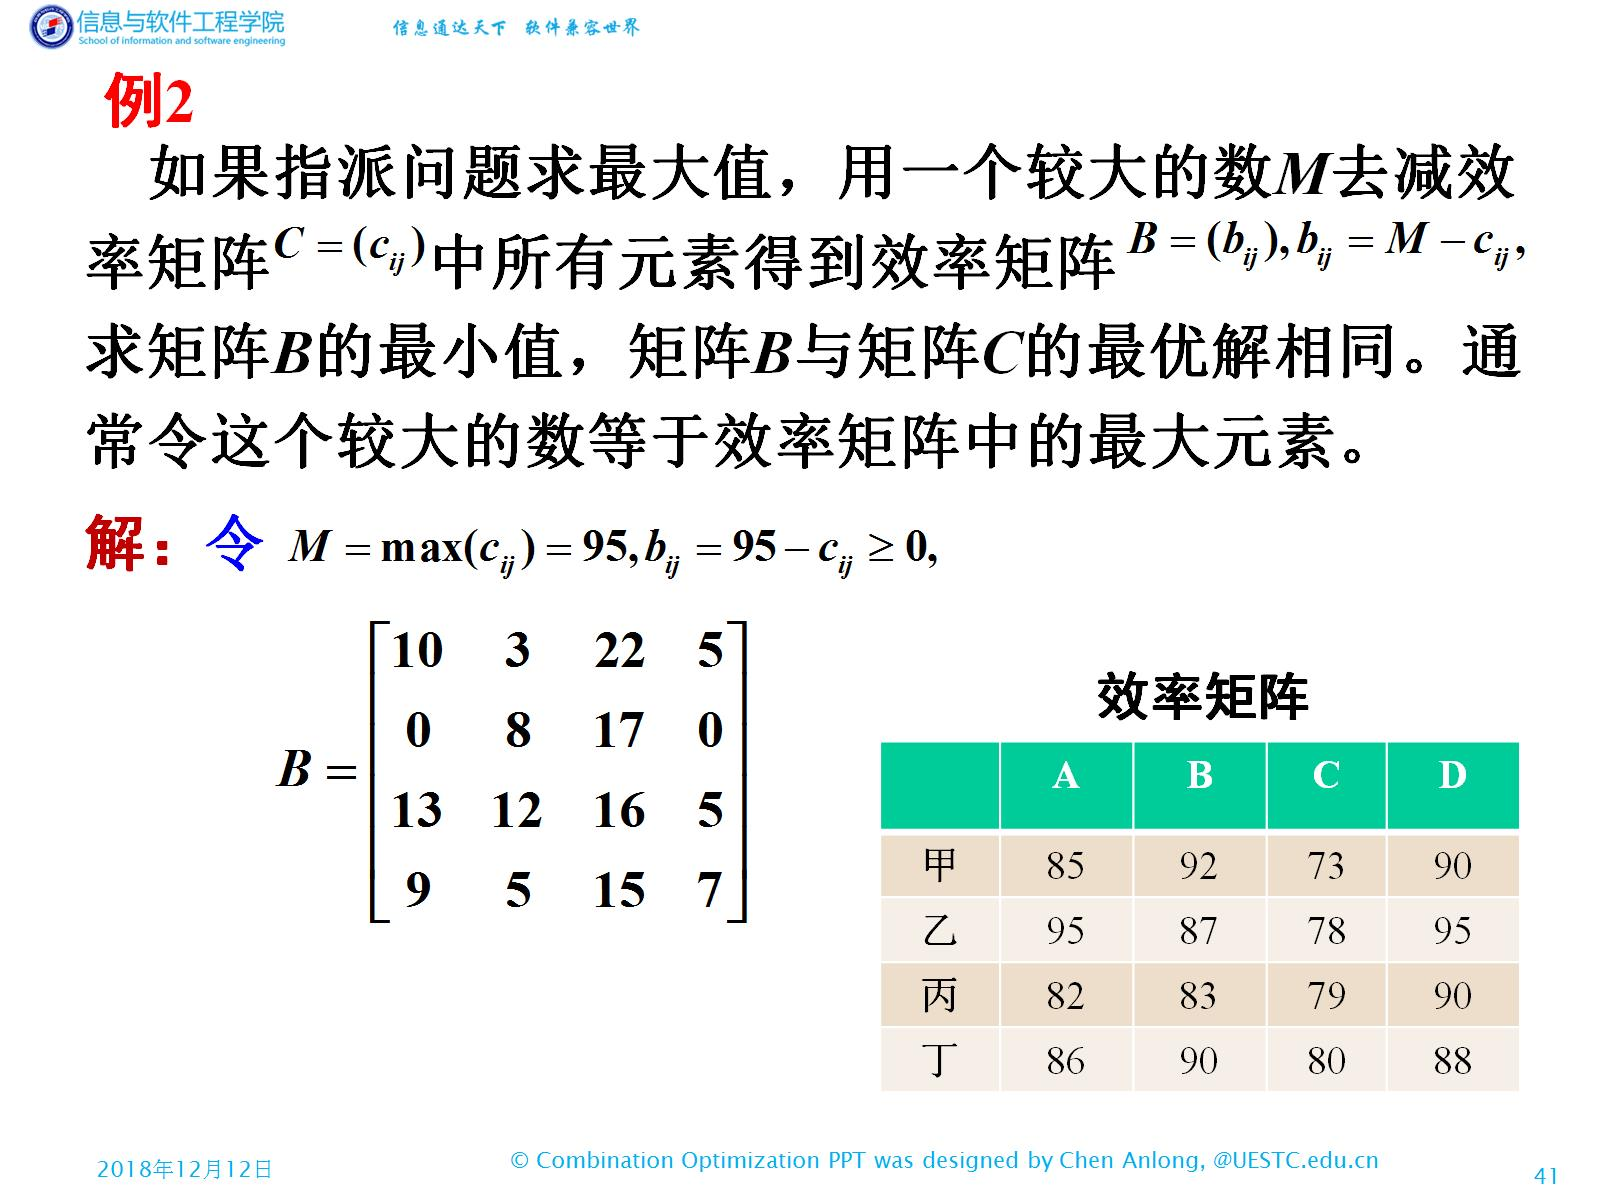 信息与软件工程学院
School of information and software engineering
信息通达天下 软件兼容世界
例2
如果指派问题求最大值，用一个较大的数M去减效
率矩阵C = (c_ij) 中所有元素得到效率矩阵 B = (b_ij), b_ij = M − c_ij ,
求矩阵B的最小值，矩阵B与矩阵C的最优解相同。通
常令这个较大的数等于效率矩阵中的最大元素。
解：令 M = max(c_ij) = 95, b_ij = 95 − c_ij ≥ 0,
10 3 22 5
0 8 17 0
B =
13 12 16 5
9 5 15 7
效率矩阵
A B C D
甲 85 92 73 90
乙 95 87 78 95
丙 82 83 79 90
丁 86 90 80 88
2018年12月12日
© Combination Optimization PPT was designed by Chen Anlong, @UESTC.edu.cn
41